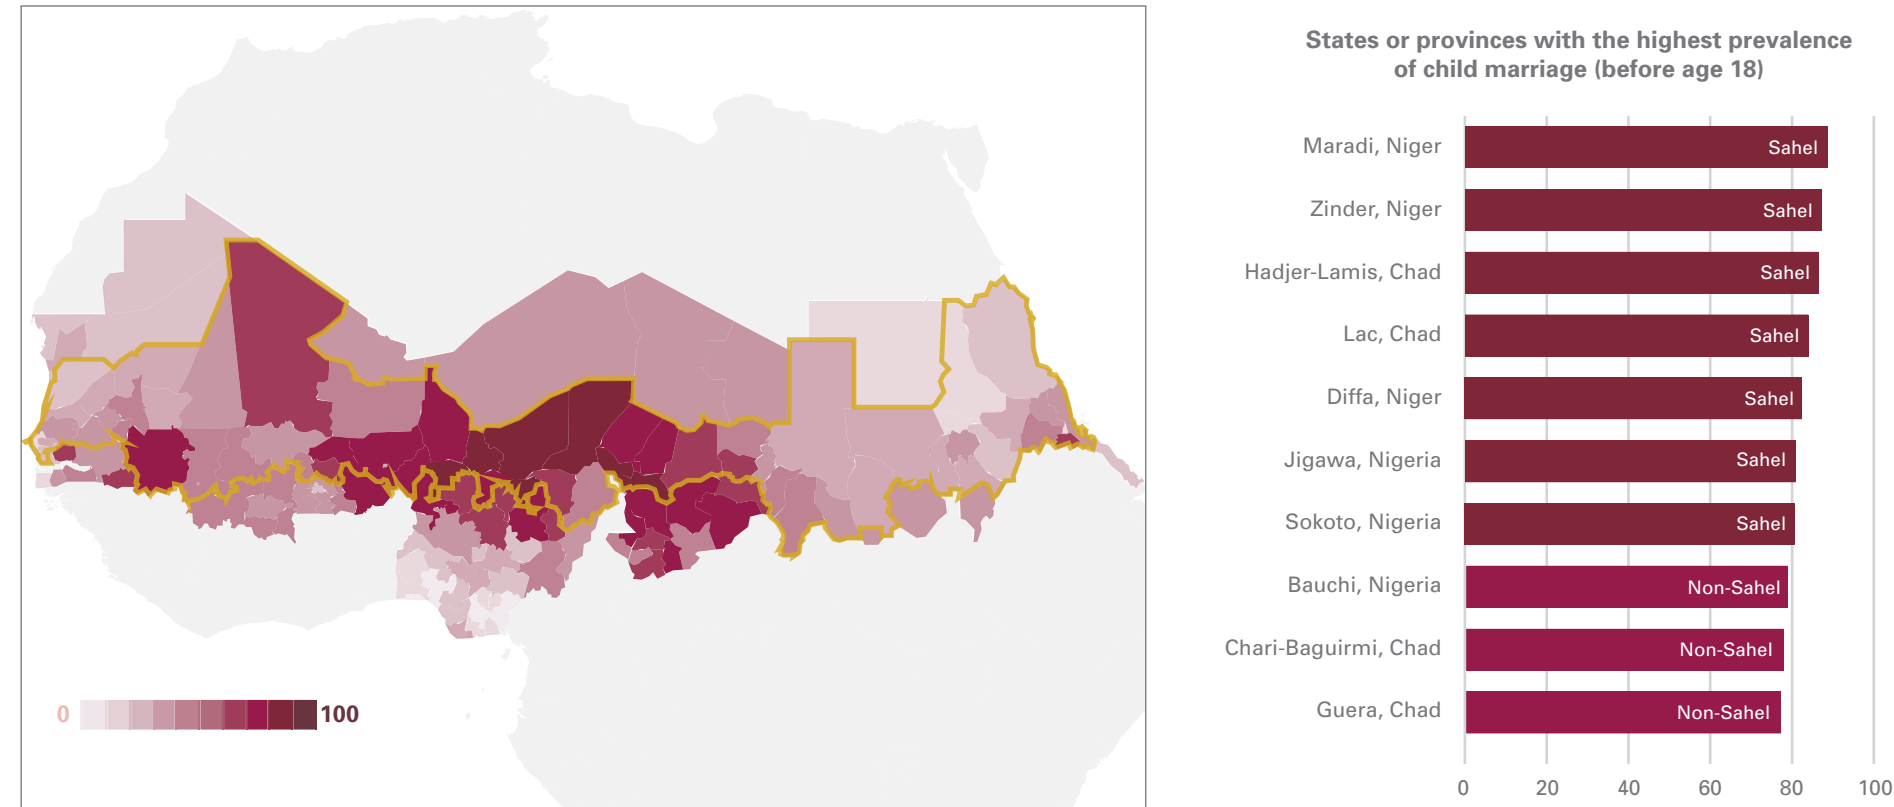 States or provinces with the highest prevalence
of child marriage (before age 18)
Maradi, Niger Sahel
Zinder, Niger Sahel
Hadjer-Lamis, Chad Sahel
Lac, Chad Sahel
Diffa, Niger Sahel
Jigawa, Nigeria Sahel
Sokoto, Nigeria Sahel
Bauchi, Nigeria Non-Sahel
Chari-Baguirmi, Chad Non-Sahel
Guera, Chad Non-Sahel
0 20 40 60 80 100
0 100